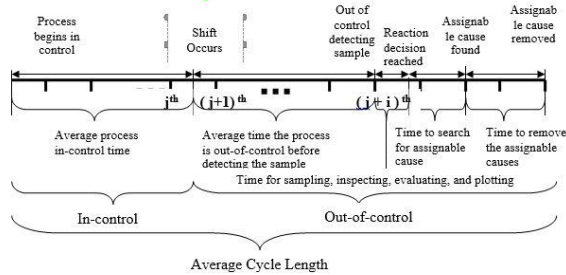 Process
begins in
control
Shift
Occurs
Out of
control
detecting
sample
Reaction
decision
reached
Assignab
le cause
found
Assignab
le cause
removed
j th
(j+1) th
(j + i) th
Average process
in-control time
Average time the process
is out-of-control before
detecting the sample
Time to search
for assignable
cause
Time to remove
the assignable
causes
Time for sampling, inspecting, evaluating, and plotting
In-control
Out-of-control
Average Cycle Length